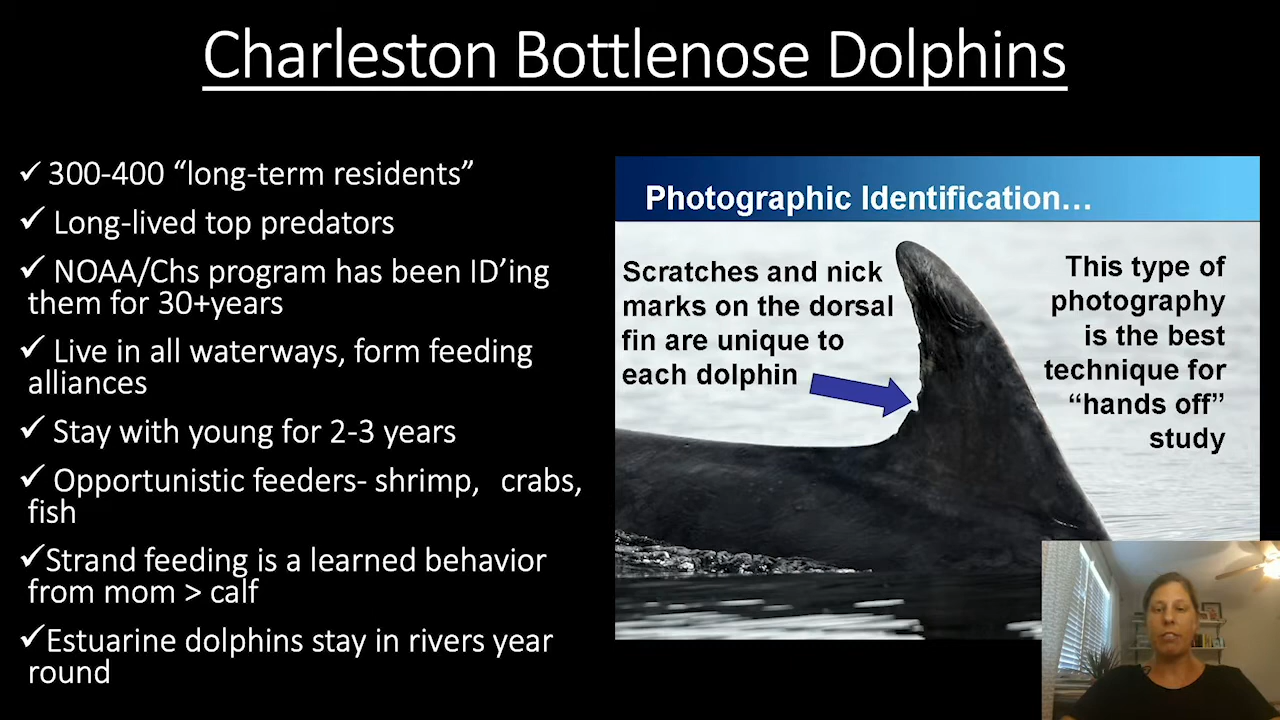 Charleston Bottlenose Dolphins
✓ 300-400 “long-term residents”
✓ Long-lived top predators
✓ NOAA/Chs program has been ID’ing
them for 30+years
✓ Live in all waterways, form feeding
alliances
✓ Stay with young for 2-3 years
✓ Opportunistic feeders- shrimp, crabs,
fish
✓Strand feeding is a learned behavior
from mom > calf
✓Estuarine dolphins stay in rivers year
round
Photographic Identification...
Scratches and nick
marks on the dorsal
fin are unique to
each dolphin
This type of
photography
is the best
technique for
“hands off”
study